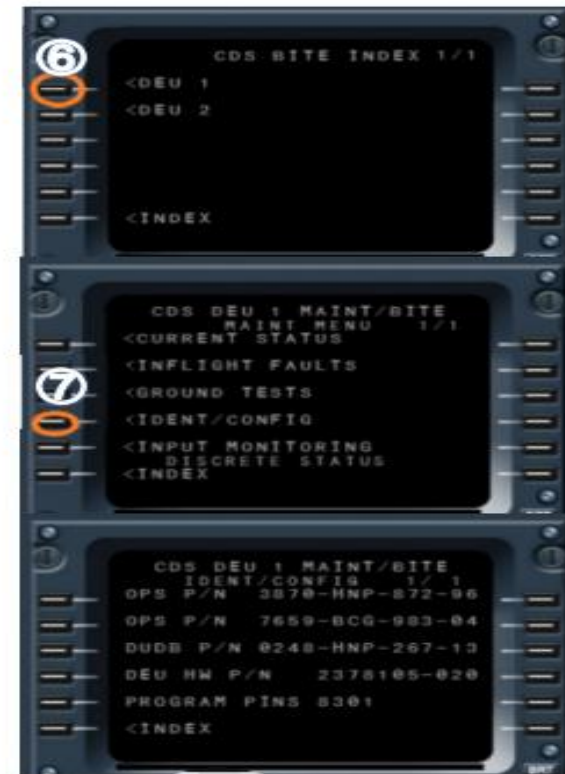 ⑥
CDS BITE INDEX 1/1
<DEU 1
<DEU 2
<INDEX
CDS DEU 1 MAINT/BITE
MAINT MENU 1/1
<CURRENT STATUS
<INFLIGHT FAULTS
⑦
<GROUND TESTS
<IDENT/CONFIG
<INPUT MONITORING
DISCRETE STATUS
<INDEX
CDS DEU 1 MAINT/BITE
IDENT/CONFIG 1/ 1
OPS P/N 3870-HNP-872-96
OPS P/N 7659-BCG-983-04
DUDB P/N 0248-HNP-267-13
DEU HW P/N 2378105-020
PROGRAM PINS 8301
<INDEX